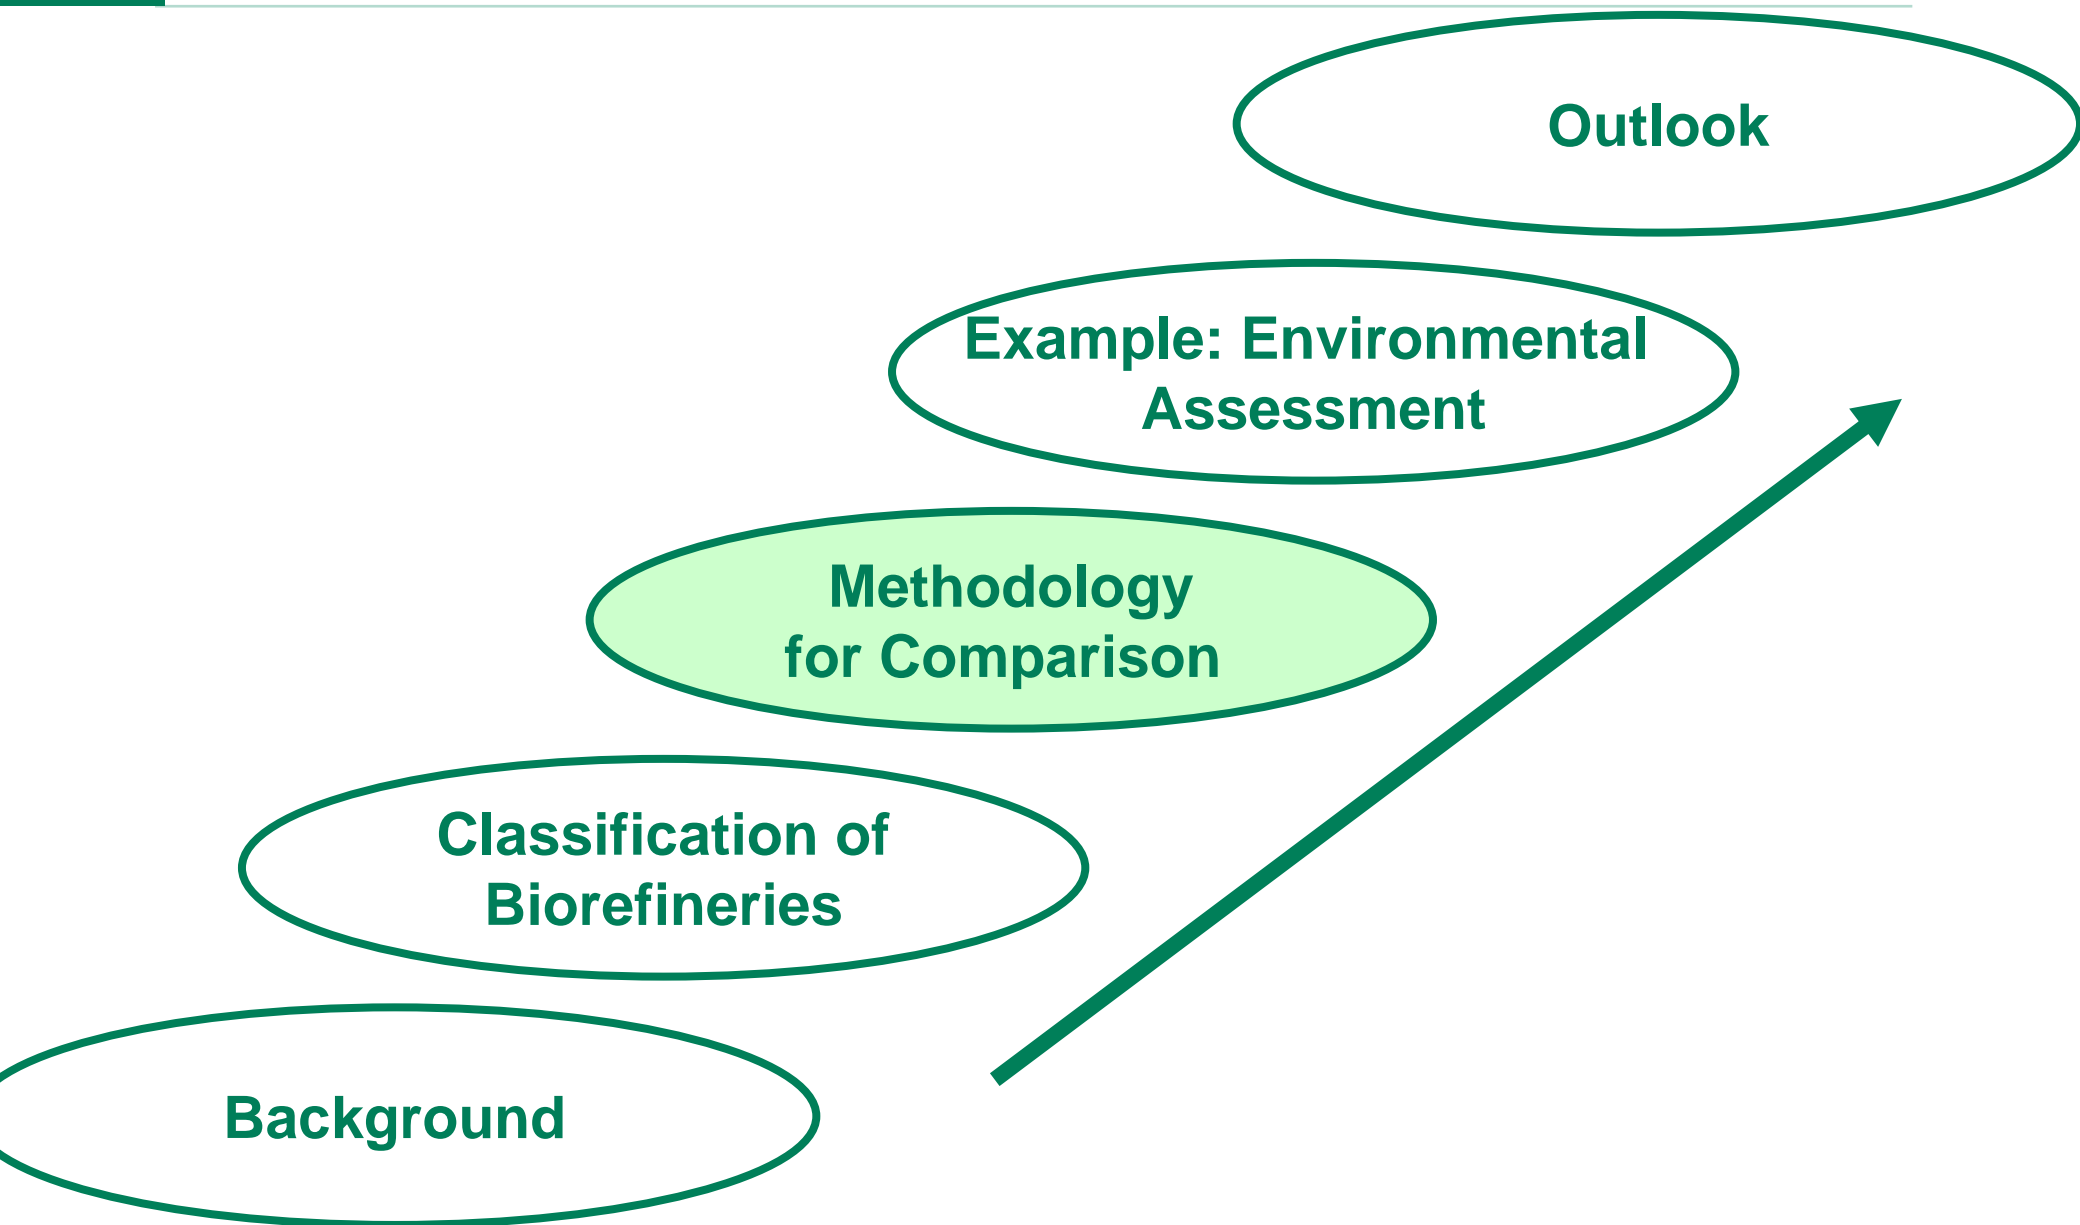 Outlook
Example: Environmental
Assessment
Methodology
for Comparison
Classification of
Biorefineries
Background